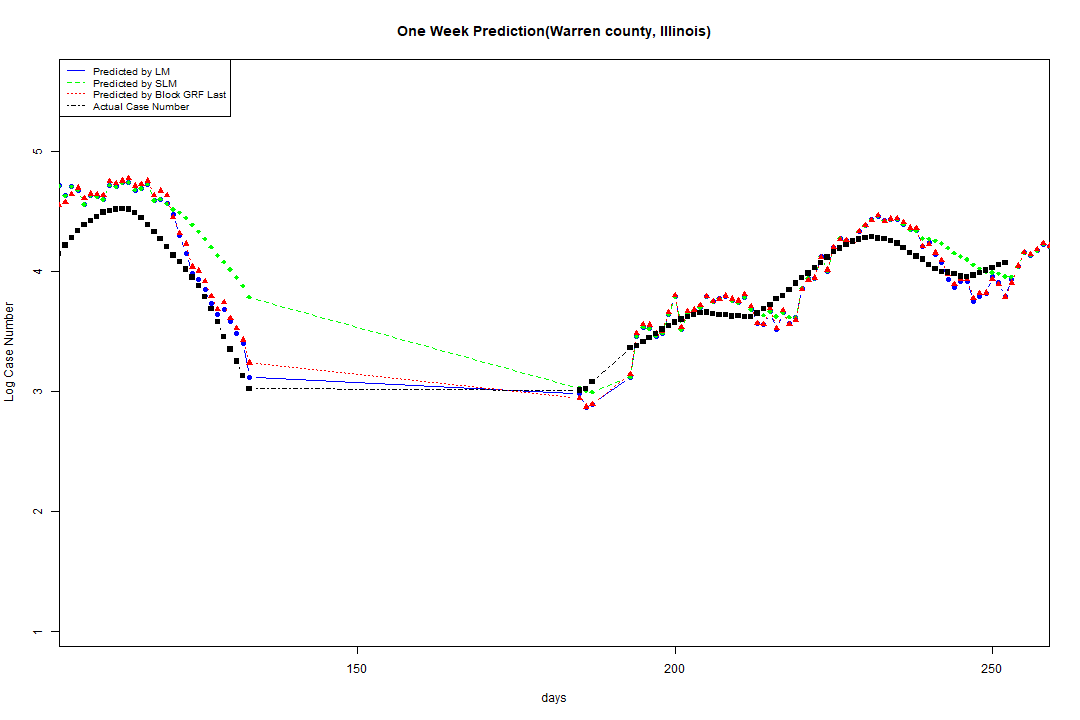 One Week Prediction(Warren county, Illinois)
Predicted by LM
Predicted by SLM
Predicted by Block GRF Last
Actual Case Number
Log Case Number
5
4
3
2
1
150
200
250
days